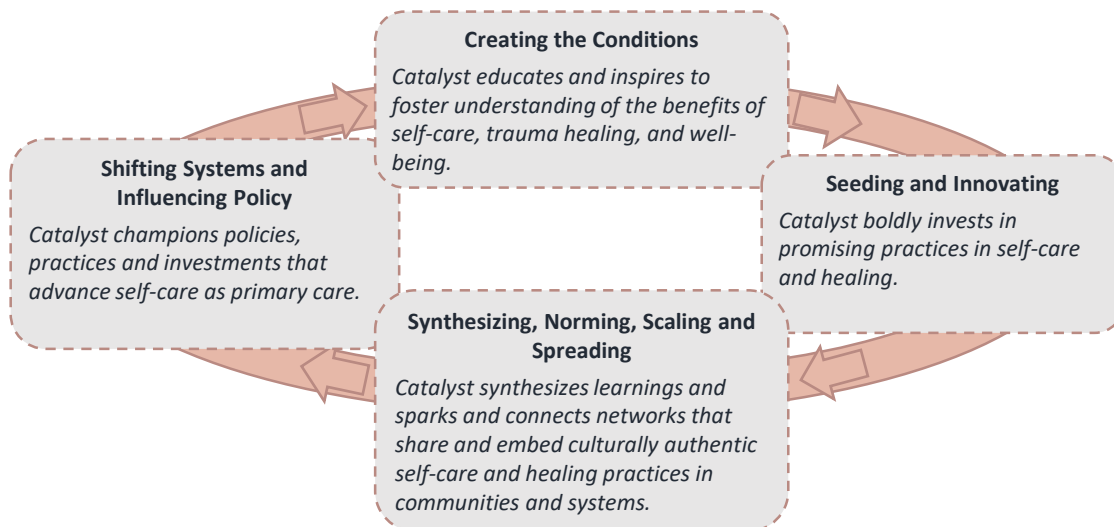 Creating the Conditions
Catalyst educates and inspires to
foster understanding of the benefits of
self-care, trauma healing, and well-
being.
Seeding and Innovating
Catalyst boldly invests in
promising practices in self-care
and healing.
Synthesizing, Norming, Scaling and
Spreading
Catalyst synthesizes learnings and
sparks and connects networks that
share and embed culturally authentic
self-care and healing practices in
communities and systems.
Shifting Systems and
Influencing Policy
Catalyst champions policies,
practices and investments that
advance self-care as primary care.